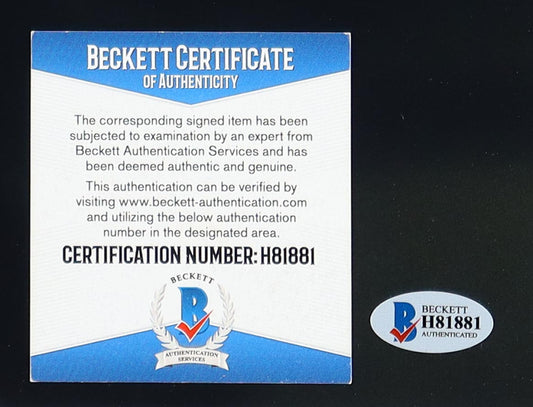 BECKETT CERTIFICATE
OF AUTHENTICITY
The corresponding signed item has been
subjected to examination by an expert from
Beckett Authentication Services and has
been deemed authentic and genuine.
This authentication can be verified by
visiting www.beckett-authentication.com
and utilizing the below authentication
number in the designated area.
CERTIFICATION NUMBER: H81881
BECKETT
B
AUTHENTICATION
SERVICES
B
BECKETT
H81881
AUTHENTICATED